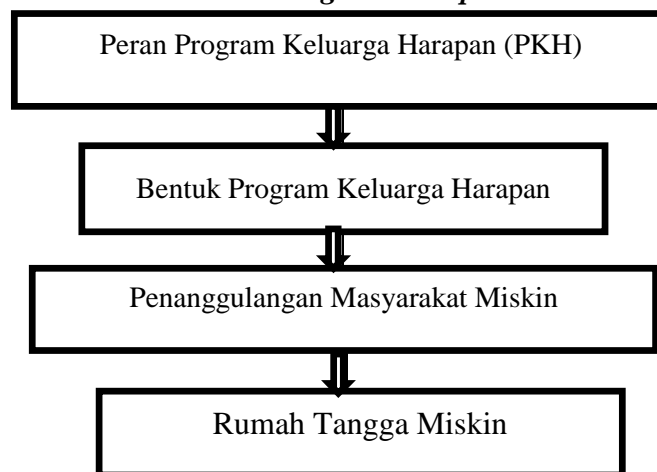 Peran Program Keluarga Harapan (PKH)
Bentuk Program Keluarga Harapan
Penanggulangan Masyarakat Miskin
Rumah Tangga Miskin